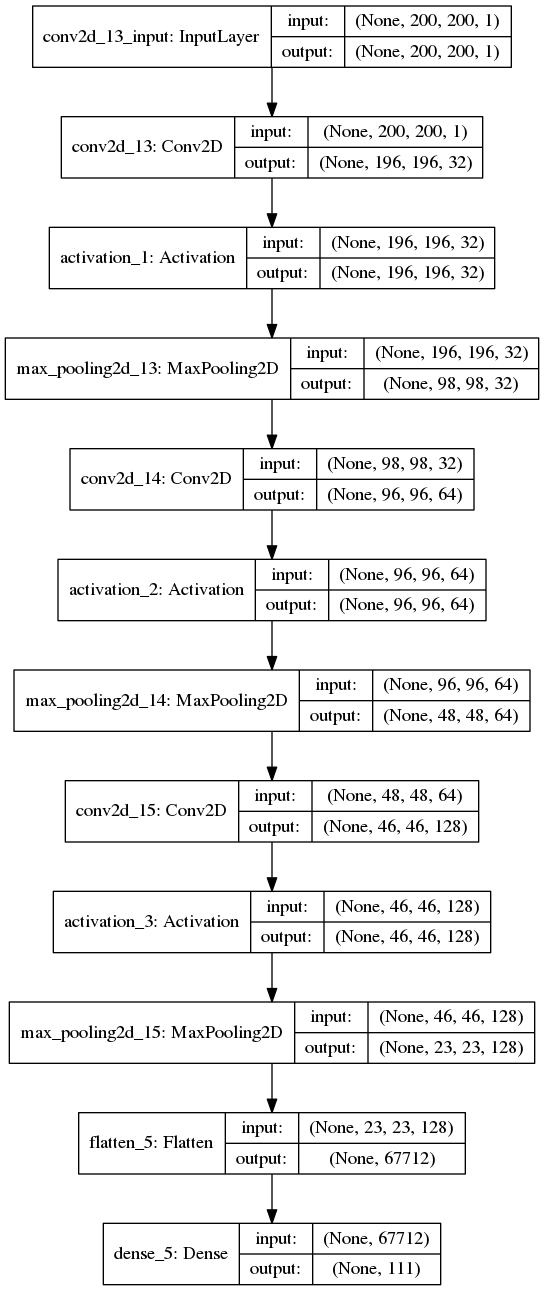 conv2d_13_input: InputLayer
input: (None, 200, 200, 1)
output: (None, 200, 200, 1)
conv2d_13: Conv2D
input: (None, 200, 200, 1)
output: (None, 196, 196, 32)
activation_1: Activation
input: (None, 196, 196, 32)
output: (None, 196, 196, 32)
max_pooling2d_13: MaxPooling2D
input: (None, 196, 196, 32)
output: (None, 98, 98, 32)
conv2d_14: Conv2D
input: (None, 98, 98, 32)
output: (None, 96, 96, 64)
activation_2: Activation
input: (None, 96, 96, 64)
output: (None, 96, 96, 64)
max_pooling2d_14: MaxPooling2D
input: (None, 96, 96, 64)
output: (None, 48, 48, 64)
conv2d_15: Conv2D
input: (None, 48, 48, 64)
output: (None, 46, 46, 128)
activation_3: Activation
input: (None, 46, 46, 128)
output: (None, 46, 46, 128)
max_pooling2d_15: MaxPooling2D
input: (None, 46, 46, 128)
output: (None, 23, 23, 128)
flatten_5: Flatten
input: (None, 23, 23, 128)
output: (None, 67712)
dense_5: Dense
input: (None, 67712)
output: (None, 111)